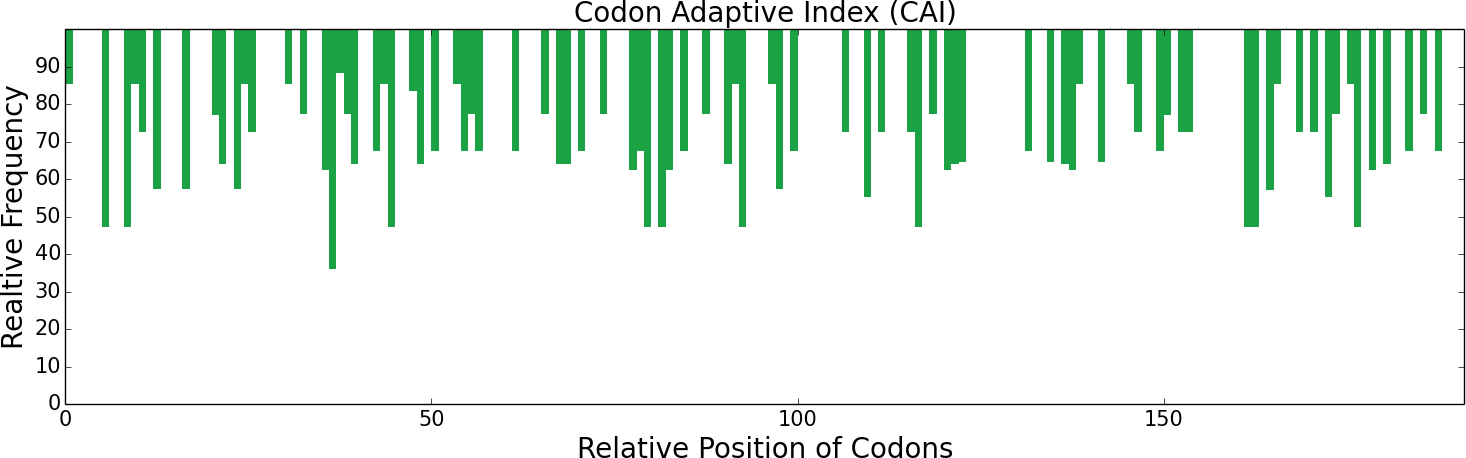 Codon Adaptive Index (CAI)
Realtive Frequency
90
80
70
60
50
40
30
20
10
0
0 50 100 150
Relative Position of Codons